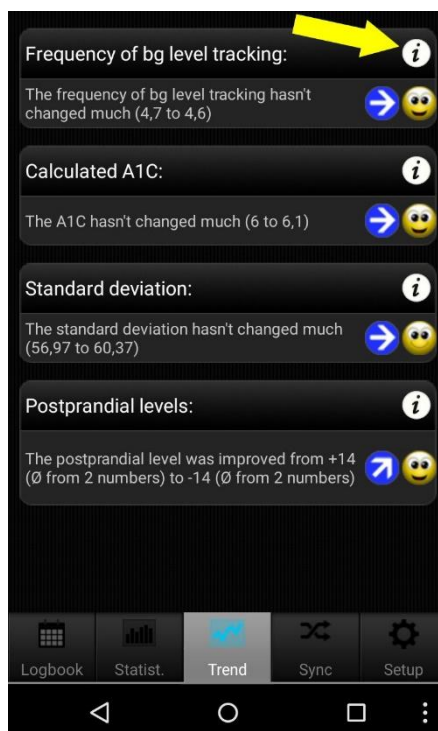 Frequency of bg level tracking:
i
The frequency of bg level tracking hasn't
changed much (4,7 to 4,6)
Calculated A1C:
i
The A1C hasn't changed much (6 to 6,1)
Standard deviation:
i
The standard deviation hasn't changed much
(56,97 to 60,37)
Postprandial levels:
i
The postprandial level was improved from +14
(Ø from 2 numbers) to -14 (Ø from 2 numbers)
Logbook Statist. Trend Sync Setup